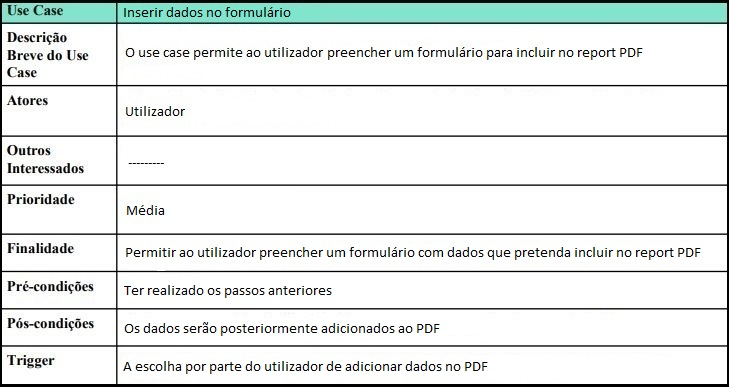 Use Case Inserir dados no formulário
Descrição
Breve do Use
Case
O use case permite ao utilizador preencher um formulário para incluir no report PDF
Atores
Utilizador
Outros
Interessados
---------
Prioridade
Média
Finalidade Permitir ao utilizador preencher um formulário com dados que pretenda incluir no report PDF
Pré-condições Ter realizado os passos anteriores
Pós-condições Os dados serão posteriormente adicionados ao PDF
Trigger A escolha por parte do utilizador de adicionar dados no PDF